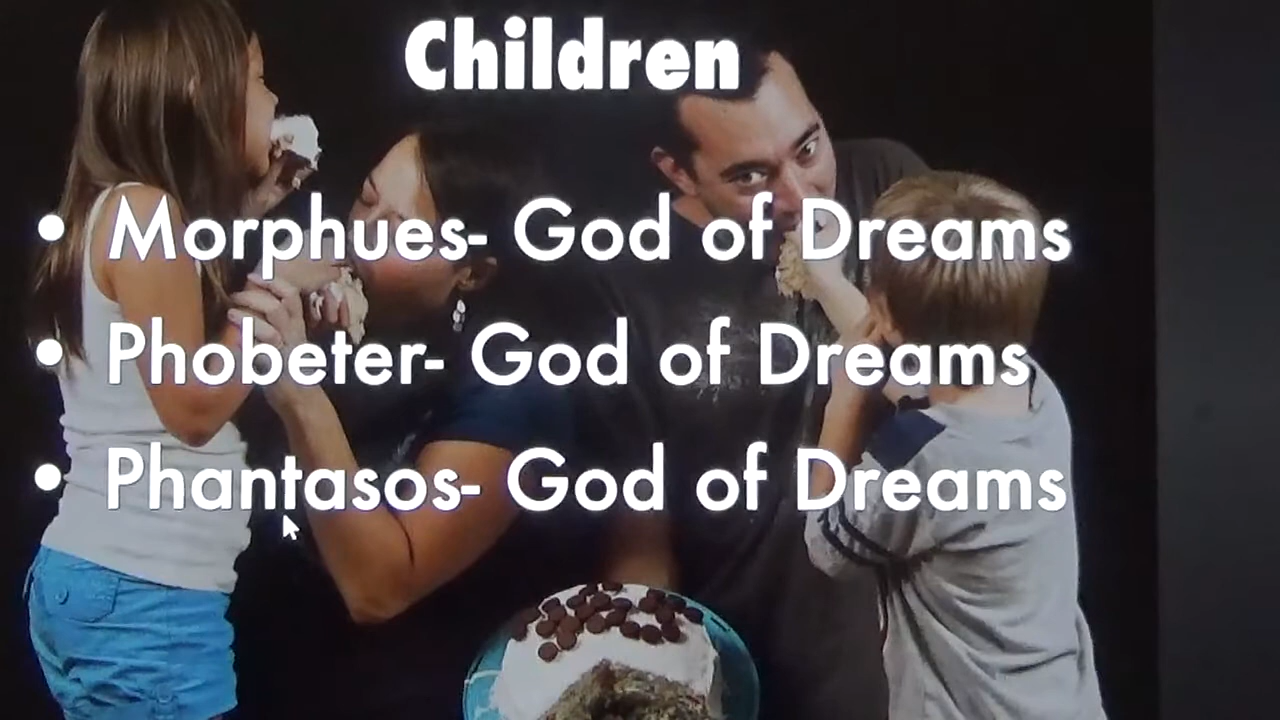 Children
• Morphues- God of Dreams
• Phobeter- God of Dreams
• Phantasos- God of Dreams